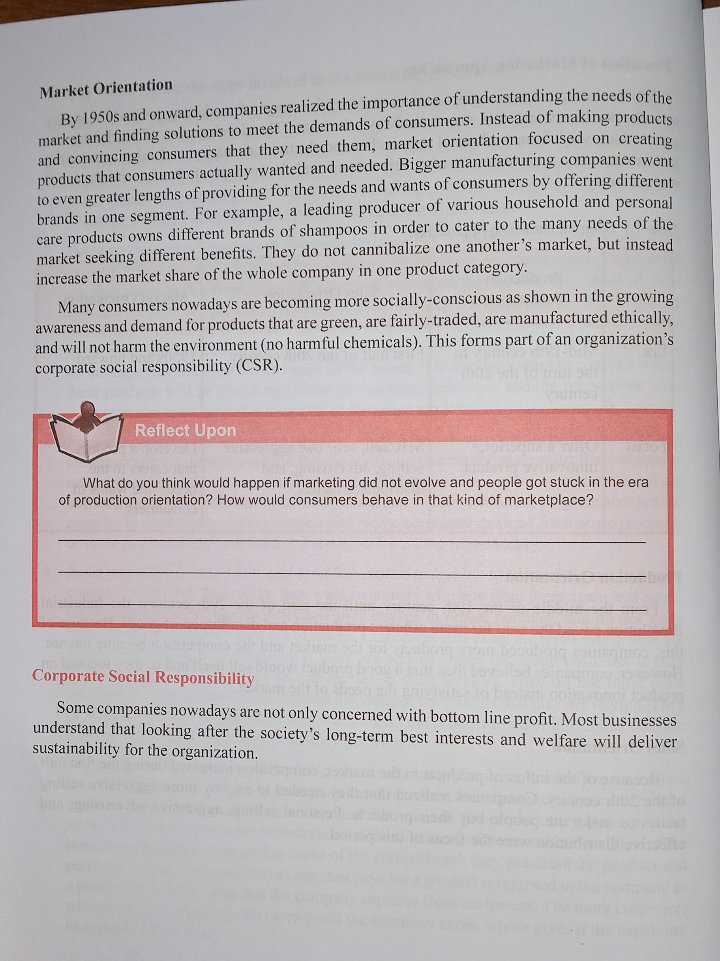 Market Orientation
By 1950s and onward, companies realized the importance of understanding the needs of the
market and finding solutions to meet the demands of consumers. Instead of making products
and convincing consumers that they need them, market orientation focused on creating
products that consumers actually wanted and needed. Bigger manufacturing companies went
to even greater lengths of providing for the needs and wants of consumers by offering different
brands in one segment. For example, a leading producer of various household and personal
care products owns different brands of shampoos in order to cater to the many needs of the
market seeking different benefits. They do not cannibalize one another's market, but instead
increase the market share of the whole company in one product category.
Many consumers nowadays are becoming more socially-conscious as shown in the growing
awareness and demand for products that are green, are fairly-traded, are manufactured ethically,
and will not harm the environment (no harmful chemicals). This forms part of an organization's
corporate social responsibility (CSR).
Reflect Upon
What do you think would happen if marketing did not evolve and people got stuck in the era
of production orientation? How would consumers behave in that kind of marketplace?
Corporate Social Responsibility
Some companies nowadays are not only concerned with bottom line profit. Most businesses
understand that looking after the society's long-term best interests and welfare will deliver
sustainability for the organization.